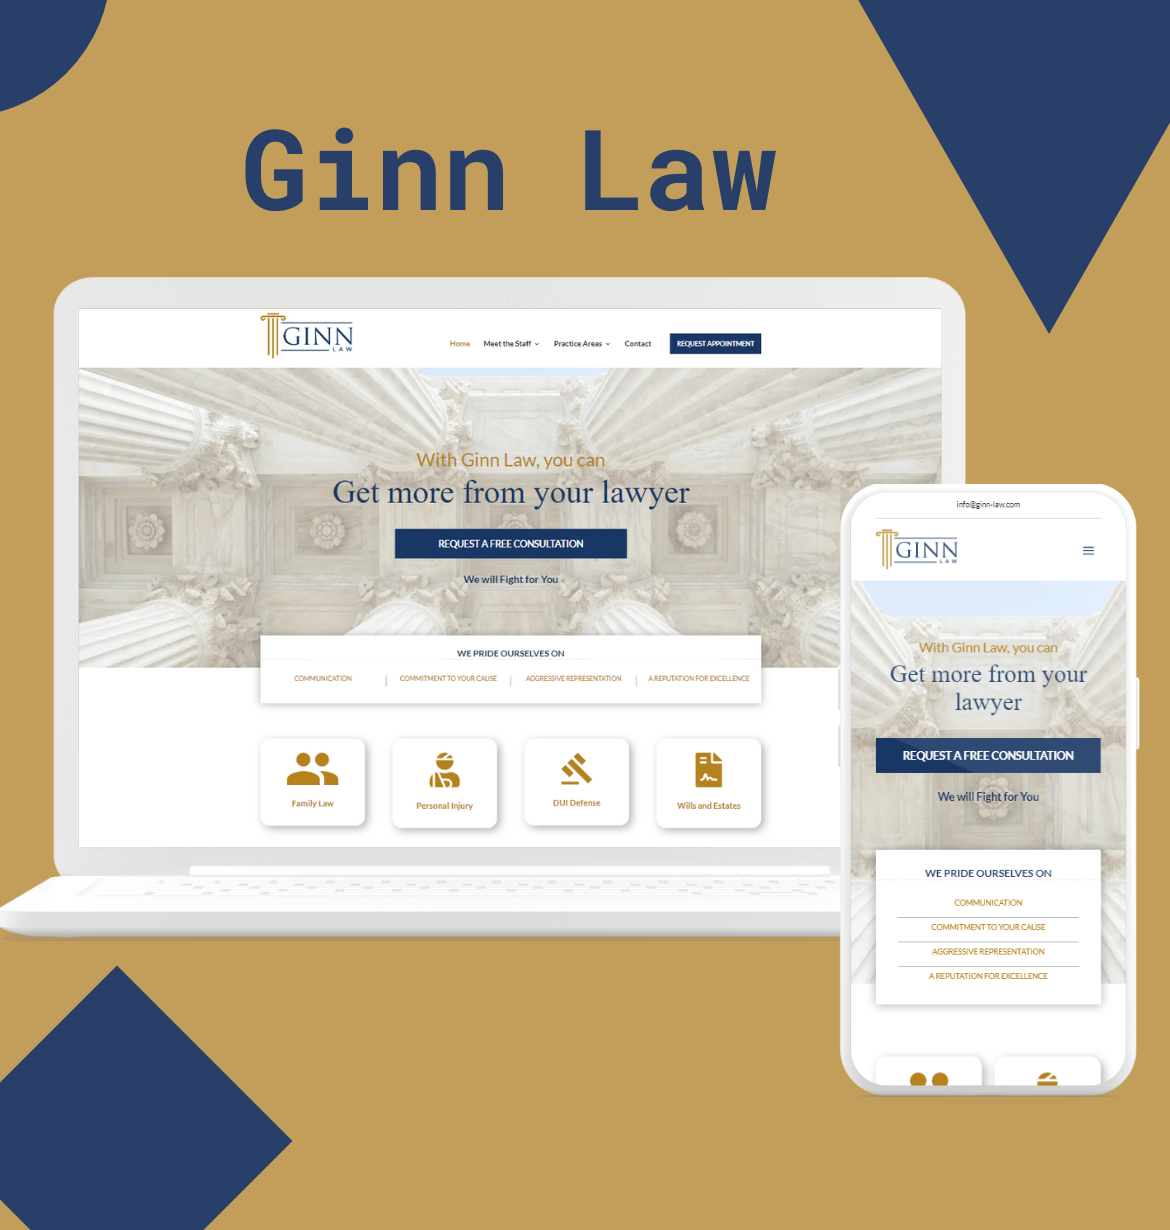 Ginn Law
GINN
LAW
Home Meet the Staff Practice Areas Contact REQUEST APPOINTMENT
With Ginn Law, you can
Get more from your lawyer
REQUEST A FREE CONSULTATION
We will Fight for You
WE PRIDE OURSELVES ON
COMMUNICATION COMMITMENT TO YOUR CAUSE AGGRESSIVE REPRESENTATION A REPUTATION FOR EXCELLENCE
Family Law Personal Injury DUI Defense Wills and Estates
info@ginn-law.com
GINN
LAW
With Ginn Law, you can
Get more from your
lawyer
REQUEST A FREE CONSULTATION
We will Fight for You
WE PRIDE OURSELVES ON
COMMUNICATION
COMMITMENT TO YOUR CAUSE
AGGRESSIVE REPRESENTATION
A REPUTATION FOR EXCELLENCE